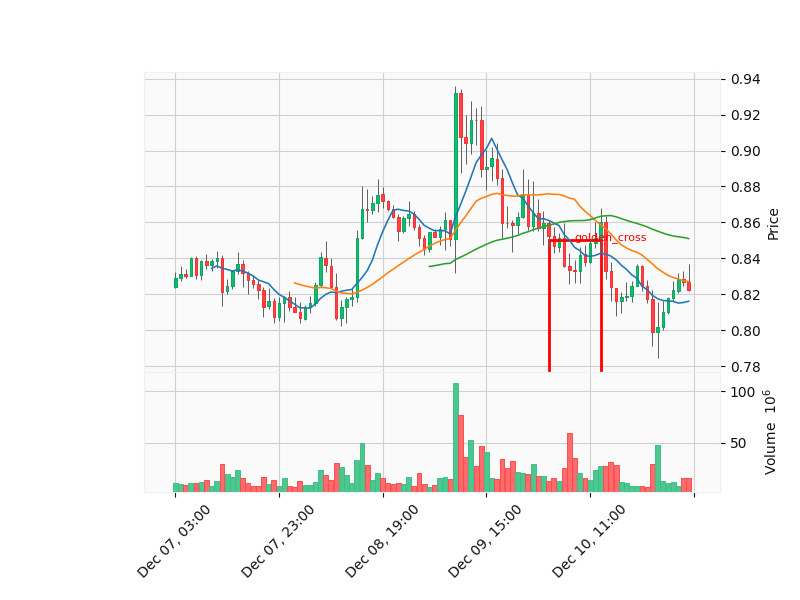 0.94
0.92
0.90
0.88
0.86
0.84
0.82
0.80
0.78
Price
golden_cross
100
50
Volume 10^6
Dec 07, 03:00
Dec 07, 23:00
Dec 08, 19:00
Dec 09, 15:00
Dec 10, 11:00